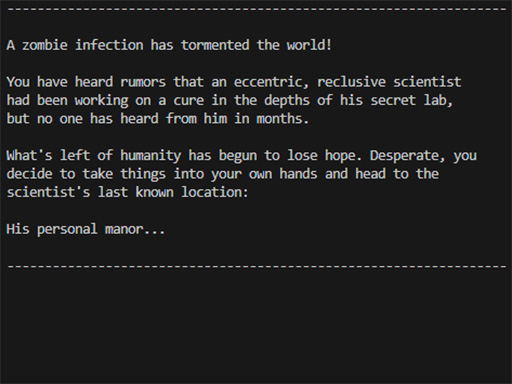 --------------------------------------------------------------------
A zombie infection has tormented the world!
You have heard rumors that an eccentric, reclusive scientist
had been working on a cure in the depths of his secret lab,
but no one has heard from him in months.
What's left of humanity has begun to lose hope. Desperate, you
decide to take things into your own hands and head to the
scientist's last known location:
His personal manor...
--------------------------------------------------------------------